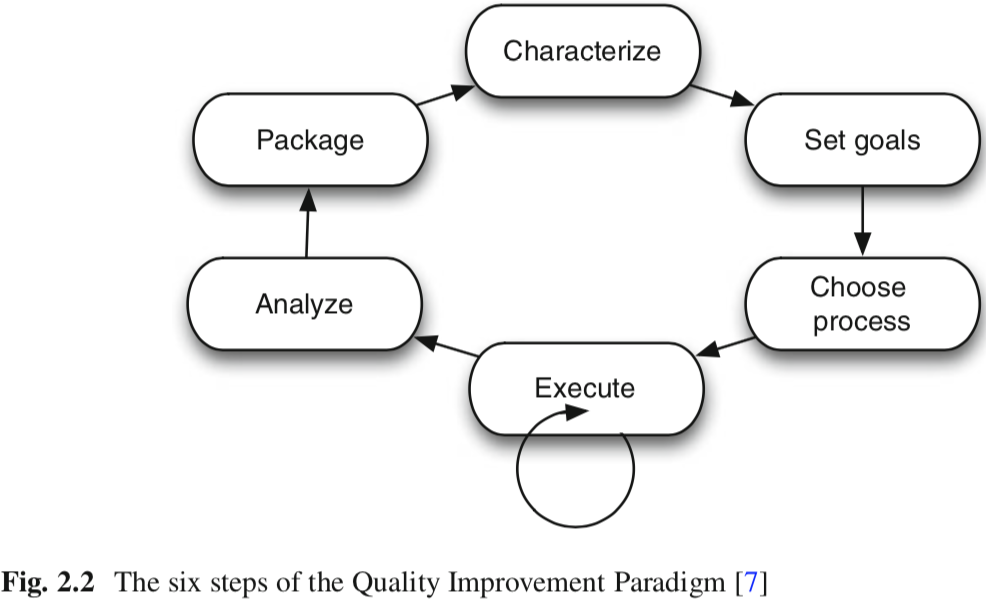 Characterize
Package
Set goals
Analyze
Choose
process
Execute
Fig. 2.2 The six steps of the Quality Improvement Paradigm [7]